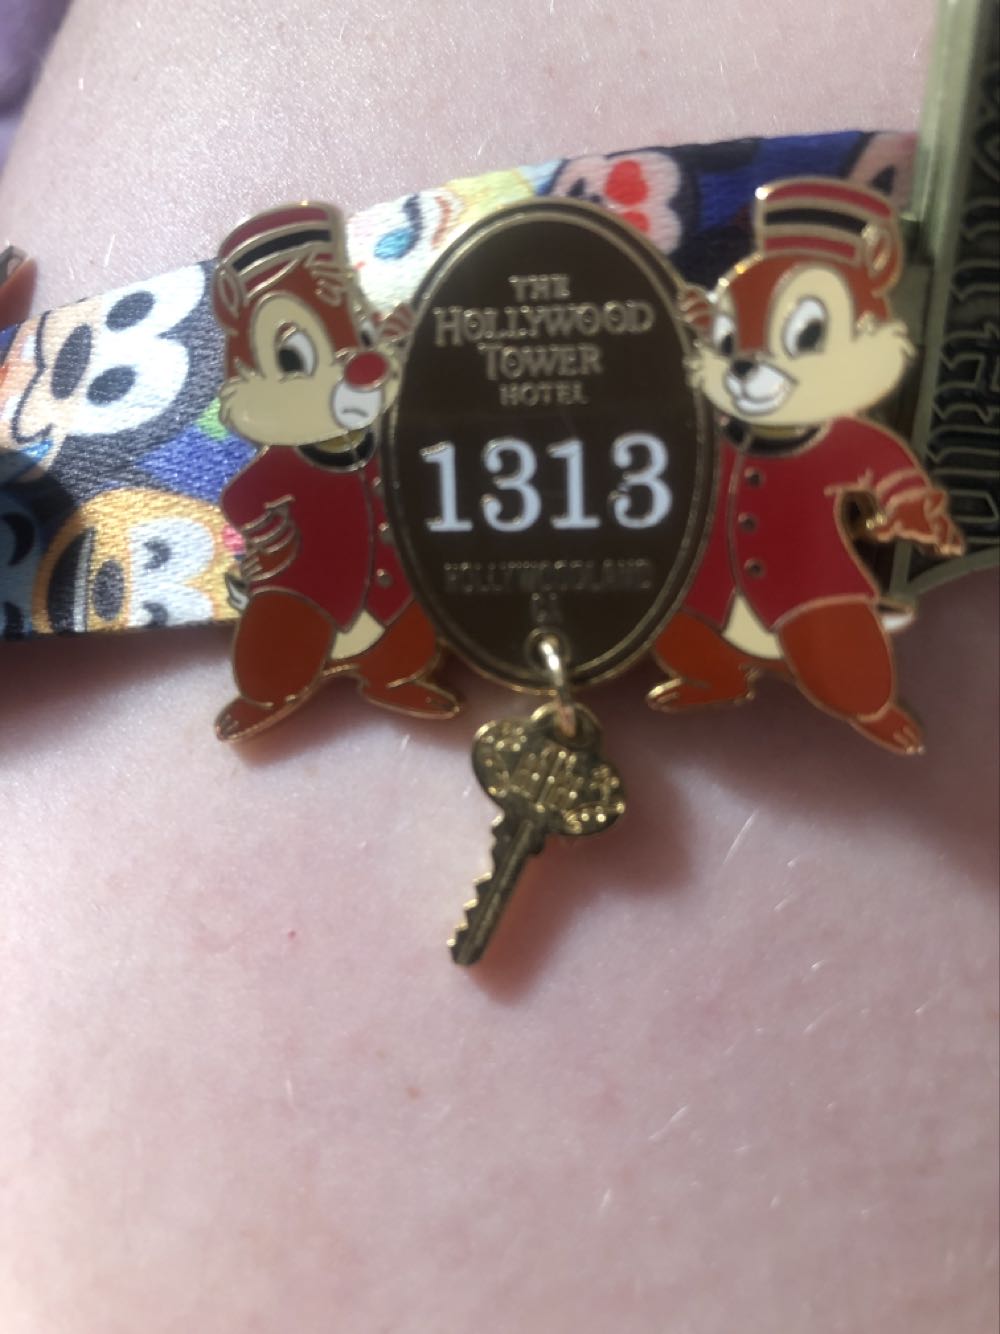 THE
HOLLYWOOD
TOWER
HOTEL
1313
HOLLYWOODLAND
CA